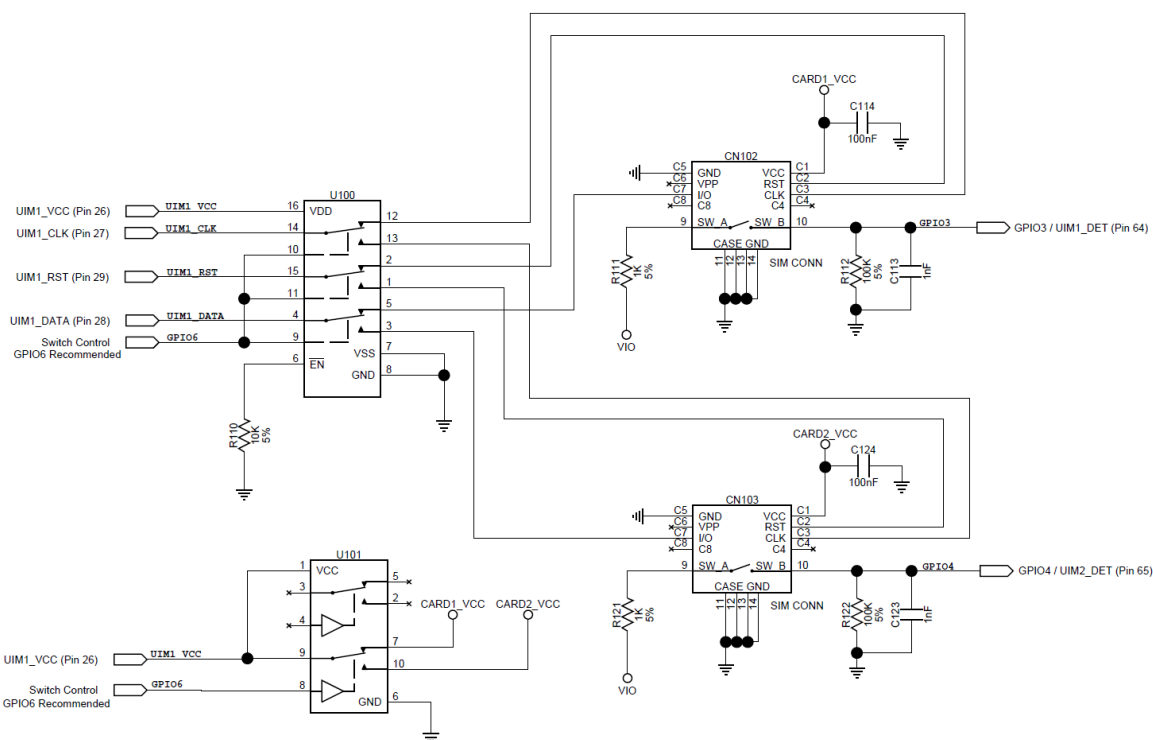 CARD1_VCC
C114
100nF
CN102
C5 GND VCC C1
C6 VPP RST C2
C7 I/O CLK C3
C8 C8 C4 C4
9 SW_A SW_B 10
CASE GND
11 12 13 14
SIM CONN
GPIO3
GPIO3 / UIM1_DET (Pin 64)
R111
1K
5%
VIO
R112
100K
5%
C113
1nF
U100
UIM1_VCC (Pin 26) UIM1_VCC 16 VDD
12
UIM1_CLK (Pin 27) UIM1_CLK 14
13
10
2
UIM1_RST (Pin 29) UIM1_RST 15
1
11
5
UIM1_DATA (Pin 28) UIM1_DATA 4
3
Switch Control
GPIO6 Recommended
GPIO6 9
VSS 7
6 EN
GND 8
R110
10K
5%
CARD2_VCC
C124
100nF
CN103
C5 GND VCC C1
C6 VPP RST C2
C7 I/O CLK C3
C8 C8 C4 C4
9 SW_A SW_B 10
CASE GND
11 12 13 14
SIM CONN
GPIO4
GPIO4 / UIM2_DET (Pin 65)
R121
1K
5%
VIO
R122
100K
5%
C123
1nF
U101
1 VCC
5
3
2
4
CARD1_VCC CARD2_VCC
7
UIM1_VCC (Pin 26) UIM1_VCC 9
10
Switch Control
GPIO6 Recommended
GPIO6 8
GND 6